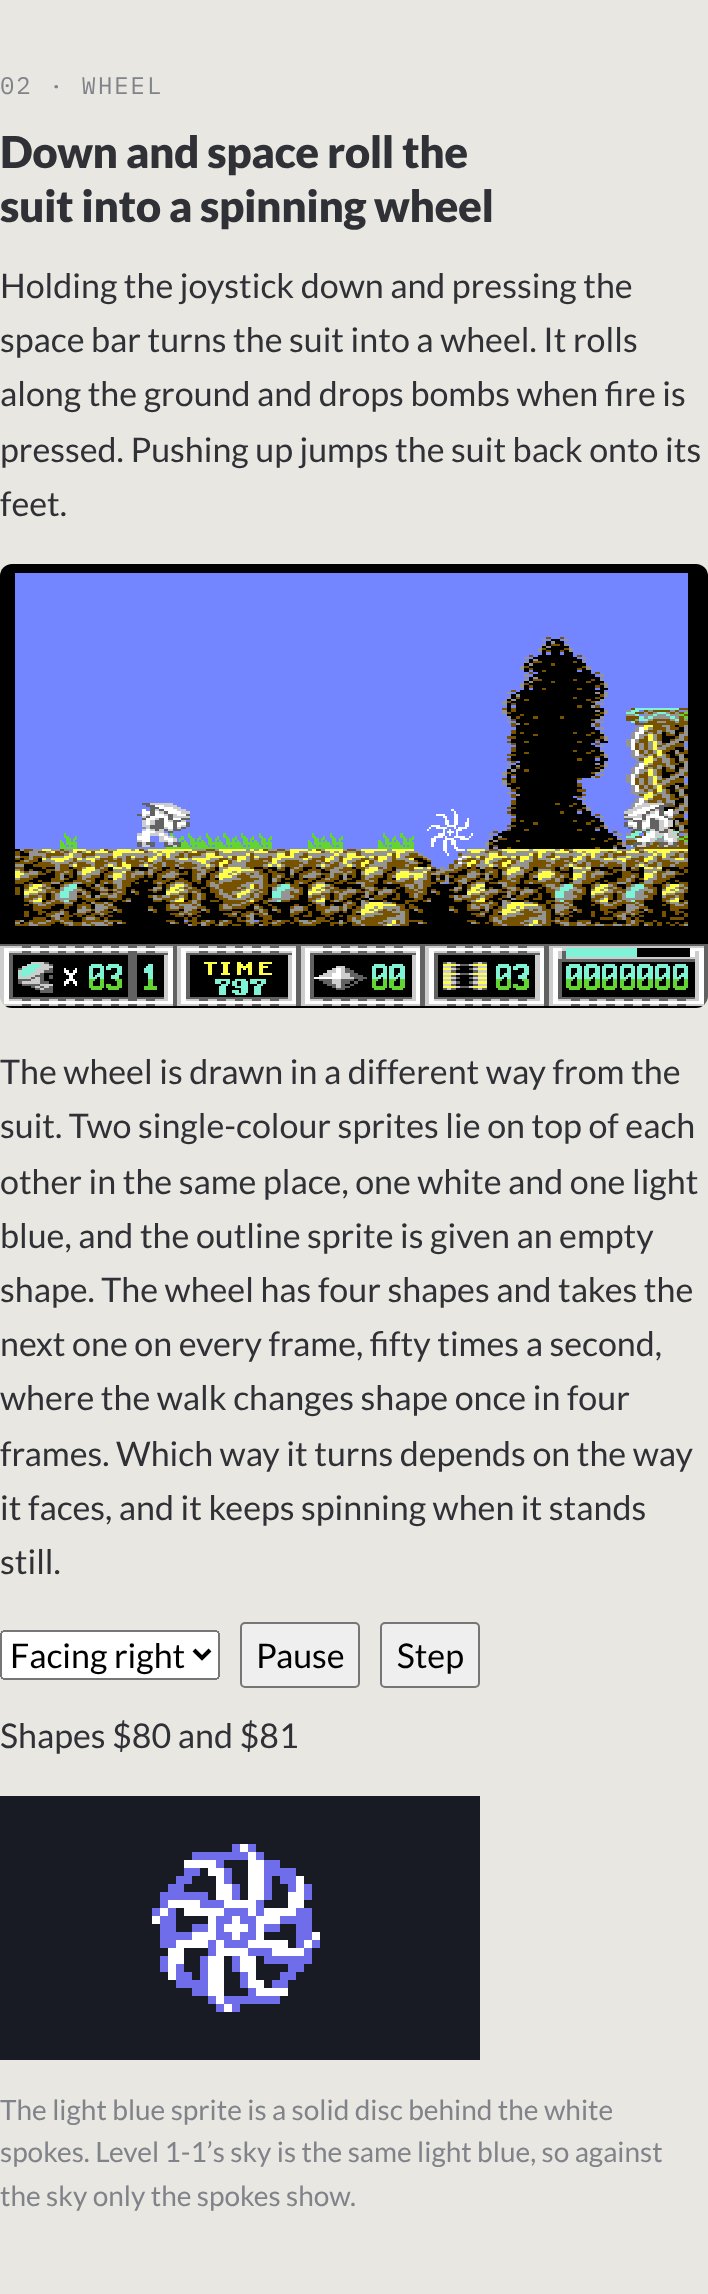 02 · WHEEL
Down and space roll the
suit into a spinning wheel
Holding the joystick down and pressing the
space bar turns the suit into a wheel. It rolls
along the ground and drops bombs when fire is
pressed. Pushing up jumps the suit back onto its
feet.
x 03 1 TIME 797 00 03 0000000
The wheel is drawn in a different way from the
suit. Two single-colour sprites lie on top of each
other in the same place, one white and one light
blue, and the outline sprite is given an empty
shape. The wheel has four shapes and takes the
next one on every frame, fifty times a second,
where the walk changes shape once in four
frames. Which way it turns depends on the way
it faces, and it keeps spinning when it stands
still.
Facing right Pause Step
Shapes $80 and $81
The light blue sprite is a solid disc behind the white
spokes. Level 1-1’s sky is the same light blue, so against
the sky only the spokes show.